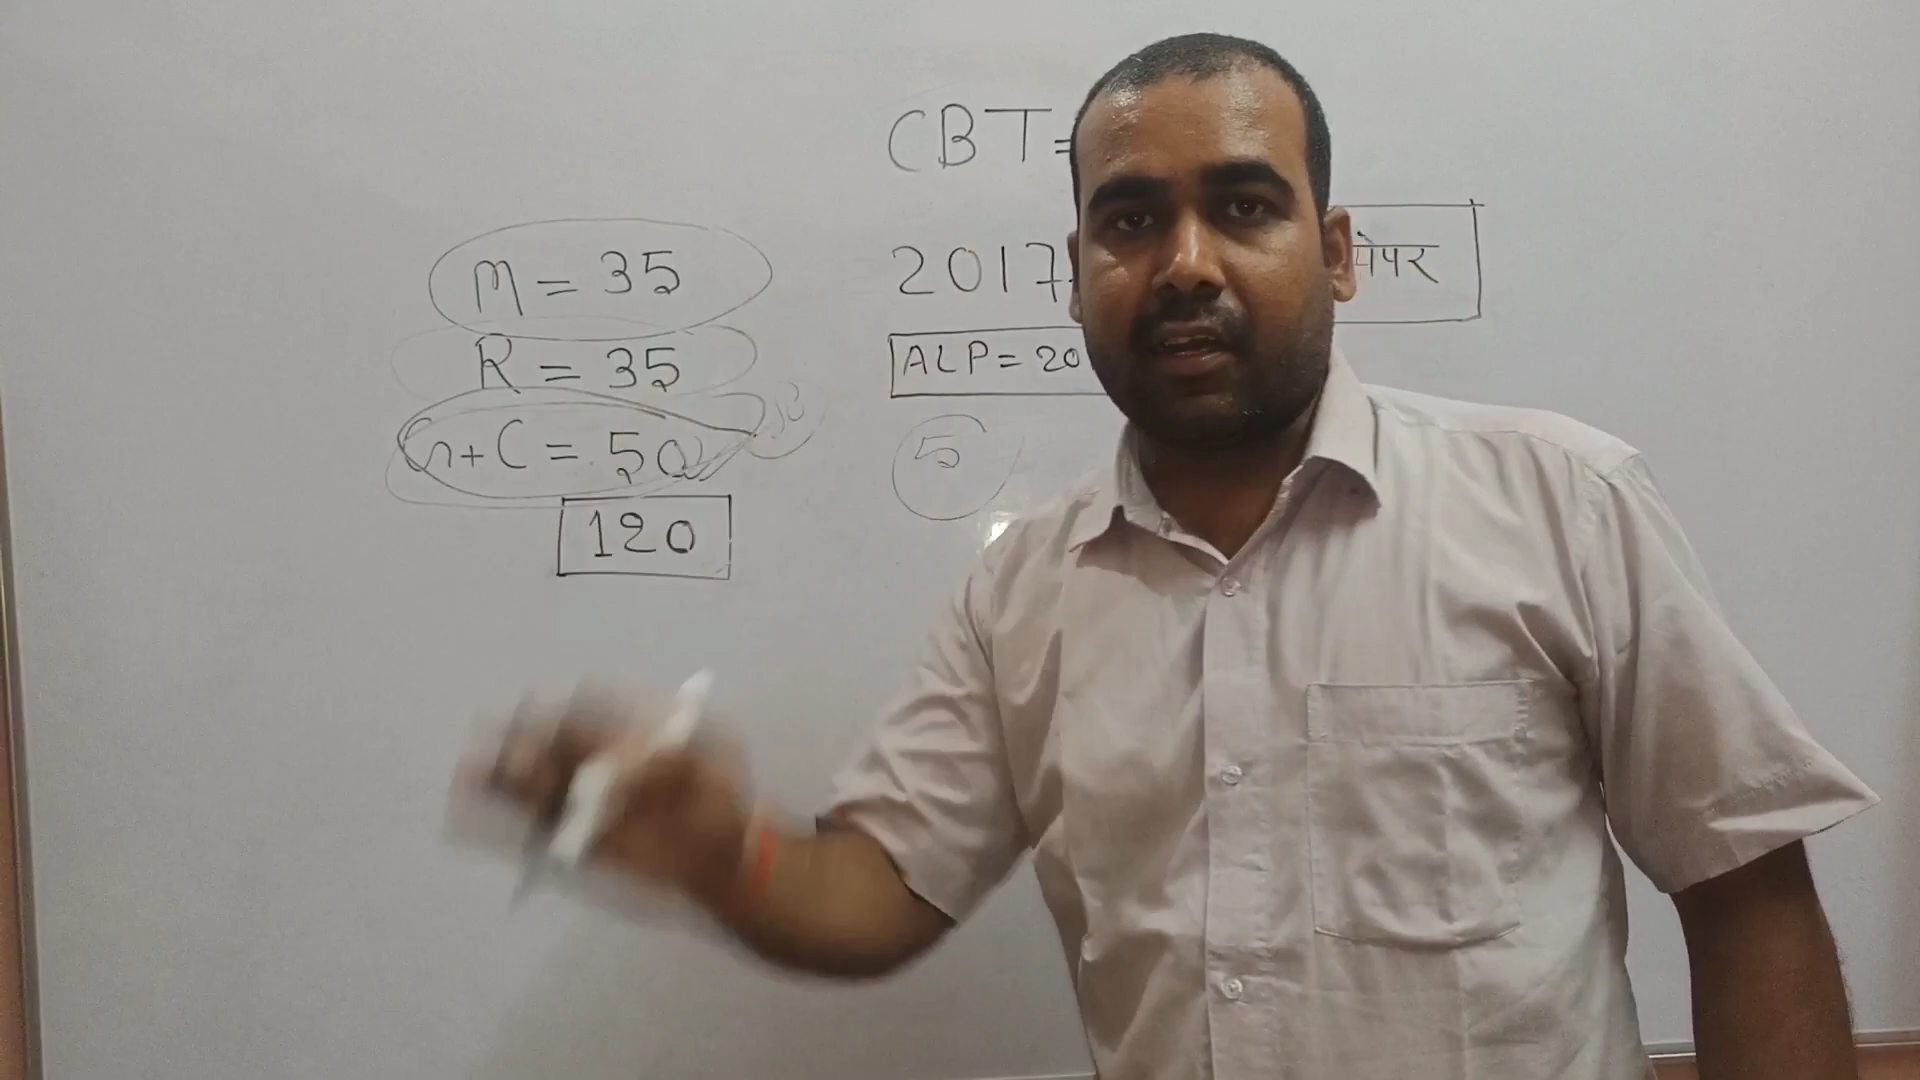 M = 35
R = 35
G+C = 50
120
CBT=
2017
पेपर
ALP = 20
5